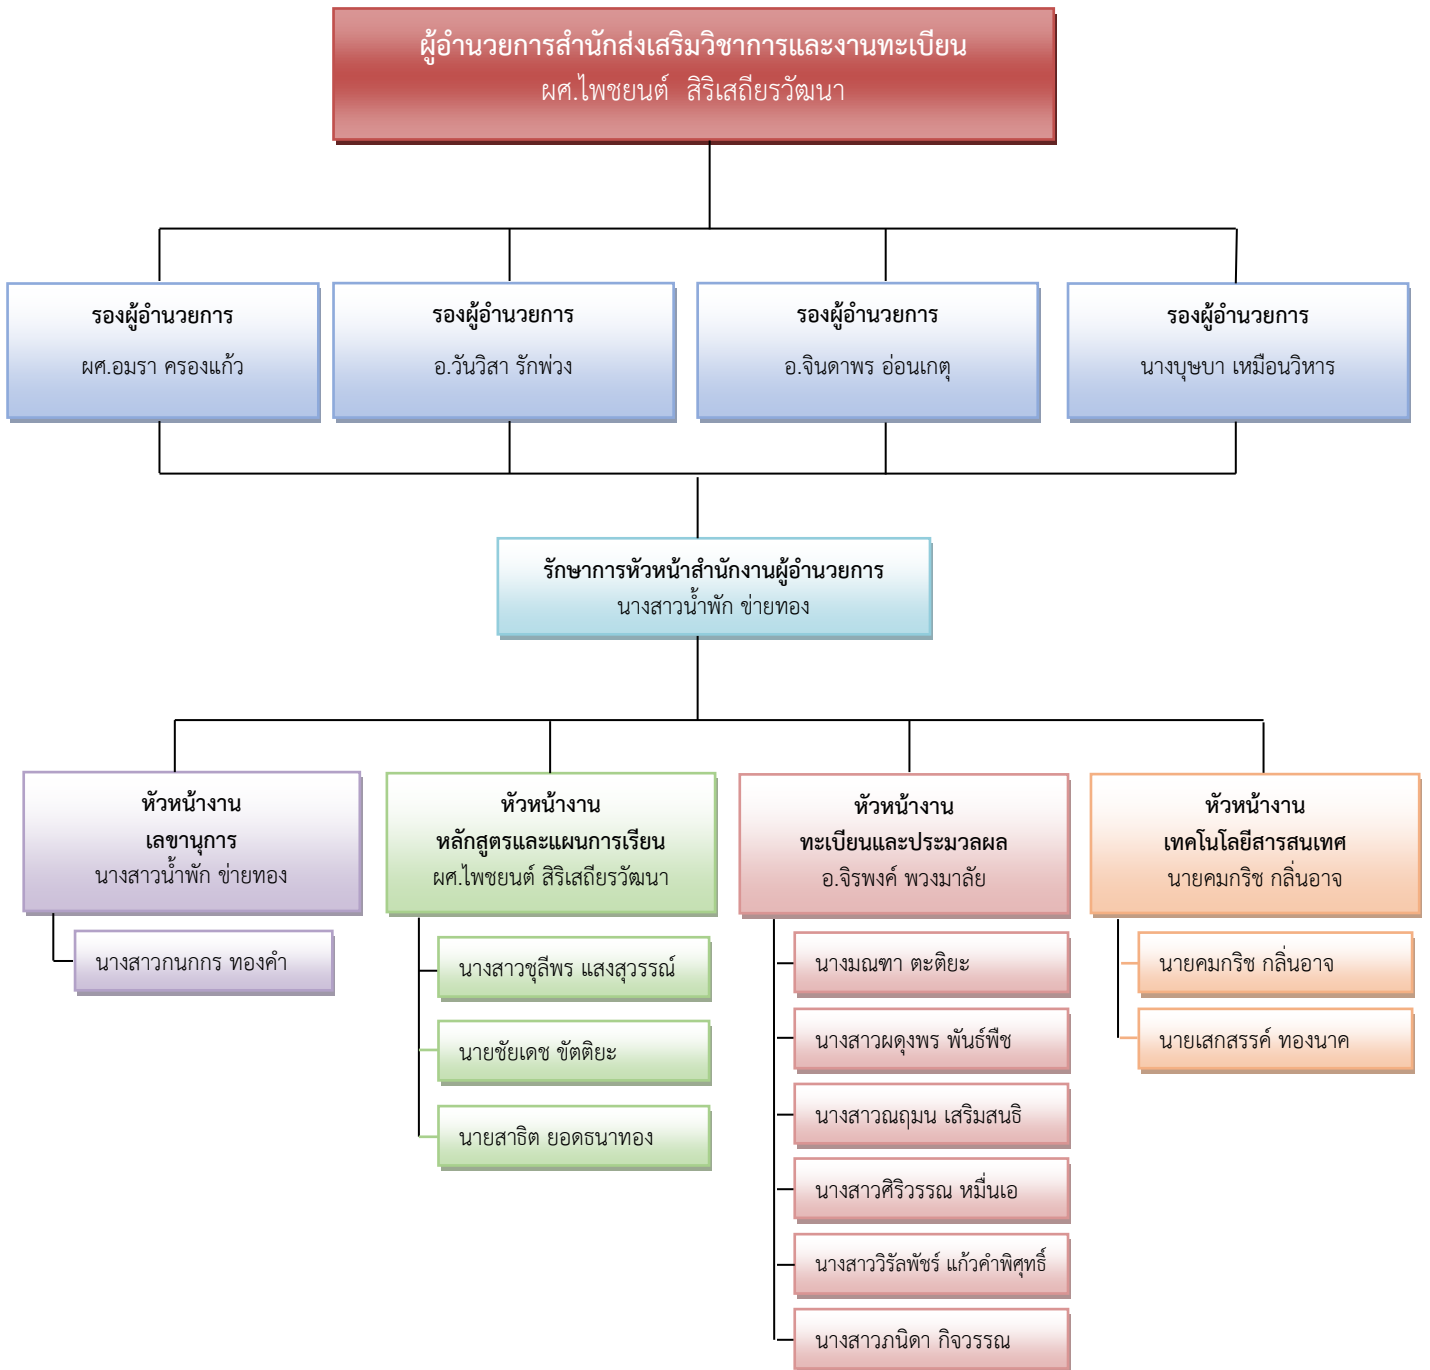 ผู้อำนวยการสำนักส่งเสริมวิชาการและงานทะเบียน
ผศ.ไพชยนต์ สิริเสถียรวัฒนา
รองผู้อำนวยการ
ผศ.อมรา ครองแก้ว
รองผู้อำนวยการ
อ.วันวิสา รักพ่วง
รองผู้อำนวยการ
อ.จินดาพร อ่อนเกตุ
รองผู้อำนวยการ
นางบุษบา เหมือนวิหาร
รักษาการหัวหน้าสำนักงานผู้อำนวยการ
นางสาวน้ำพัก ข่ายทอง
หัวหน้างาน
เลขานุการ
นางสาวน้ำพัก ข่ายทอง
นางสาวกนกกร ทองคำ
หัวหน้างาน
หลักสูตรและแผนการเรียน
ผศ.ไพชยนต์ สิริเสถียรวัฒนา
นางสาวชุลีพร แสงสุวรรณ์
นายชัยเดช ขัตติยะ
นายสาธิต ยอดธนาทอง
หัวหน้างาน
ทะเบียนและประมวลผล
อ.จิรพงค์ พวงมาลัย
นางมณฑา ตะติยะ
นางสาวผดุงพร พันธ์พืช
นางสาวณฤมน เสริมสนธิ
นางสาวศิริวรรณ หมื่นเอ
นางสาววิรัลพัชร์ แก้วคำพิศุทธิ์
นางสาวภนิดา กิจวรรณ
หัวหน้างาน
เทคโนโลยีสารสนเทศ
นายคมกริช กลิ่นอาจ
นายคมกริช กลิ่นอาจ
นายเสกสรรค์ ทองนาค